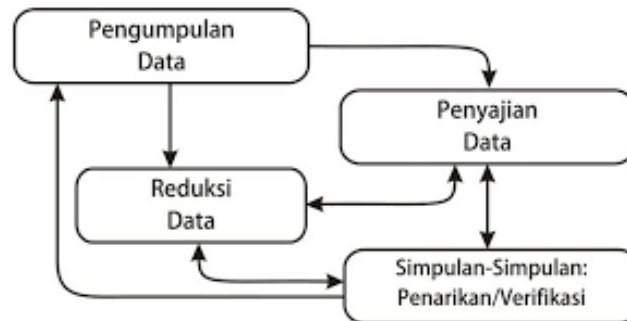 Pengumpulan
Data
Penyajian
Data
Reduksi
Data
Simpulan-Simpulan:
Penarikan/Verifikasi